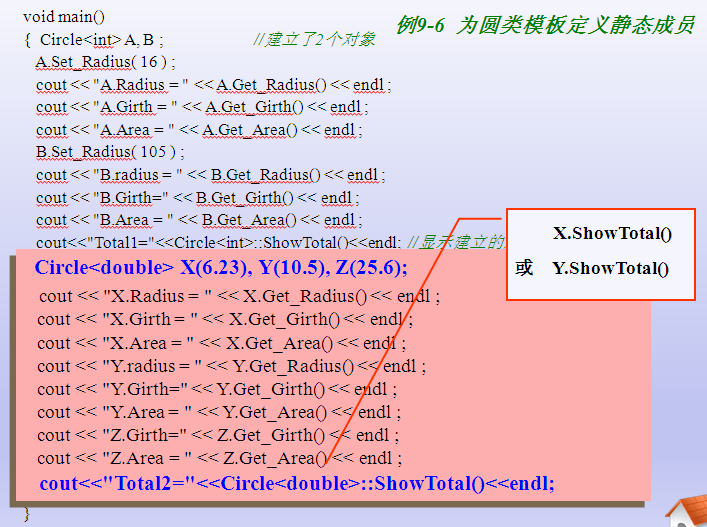 例9-6 为圆类模板定义静态成员
void main()
{ Circle<int> A, B ; //建立了2个对象
A.Set_Radius( 16 ) ;
cout << "A.Radius = " << A.Get_Radius() << endl ;
cout << "A.Girth = " << A.Get_Girth() << endl ;
cout << "A.Area = " << A.Get_Area() << endl ;
B.Set_Radius( 105 ) ;
cout << "B.radius = " << B.Get_Radius() << endl ;
cout << "B.Girth=" << B.Get_Girth() << endl ;
cout << "B.Area = " << B.Get_Area() << endl ;
cout<<"Total1="<<Circle<int>::ShowTotal()<<endl; //显示建立的
X.ShowTotal()
或 Y.ShowTotal()
Circle<double> X(6.23), Y(10.5), Z(25.6);
cout << "X.Radius = " << X.Get_Radius() << endl ;
cout << "X.Girth = " << X.Get_Girth() << endl ;
cout << "X.Area = " << X.Get_Area() << endl ;
cout << "Y.radius = " << Y.Get_Radius() << endl ;
cout << "Y.Girth=" << Y.Get_Girth() << endl ;
cout << "Y.Area = " << Y.Get_Area() << endl ;
cout << "Z.Girth=" << Z.Get_Girth() << endl ;
cout << "Z.Area = " << Z.Get_Area() << endl ;
cout<<"Total2="<<Circle<double>::ShowTotal()<<endl;
}